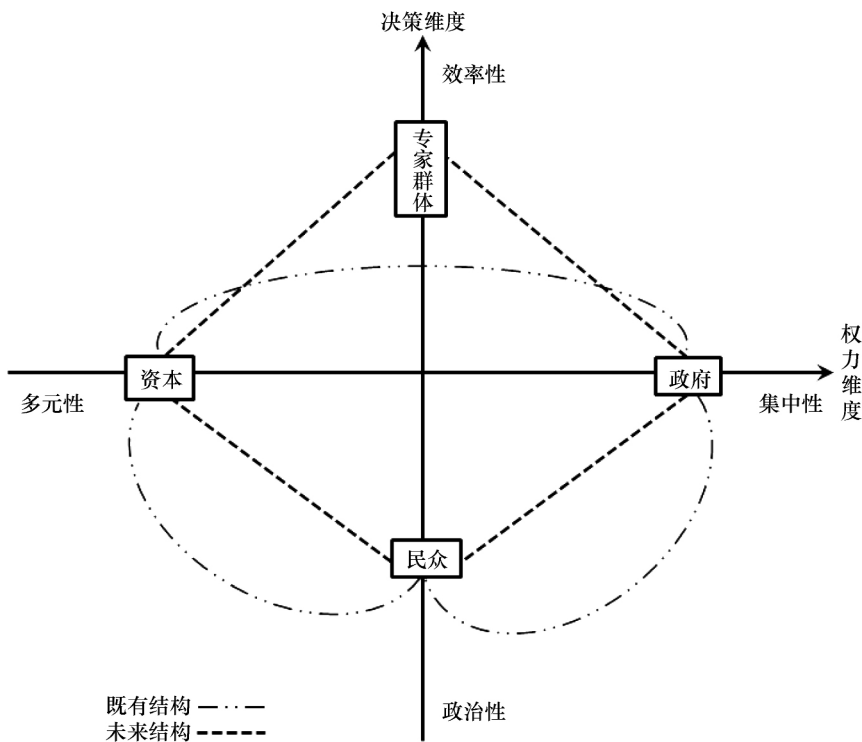 决策维度
效率性
专家群体
资本
政府
权力维度
多元性
集中性
民众
政治性
既有结构
未来结构